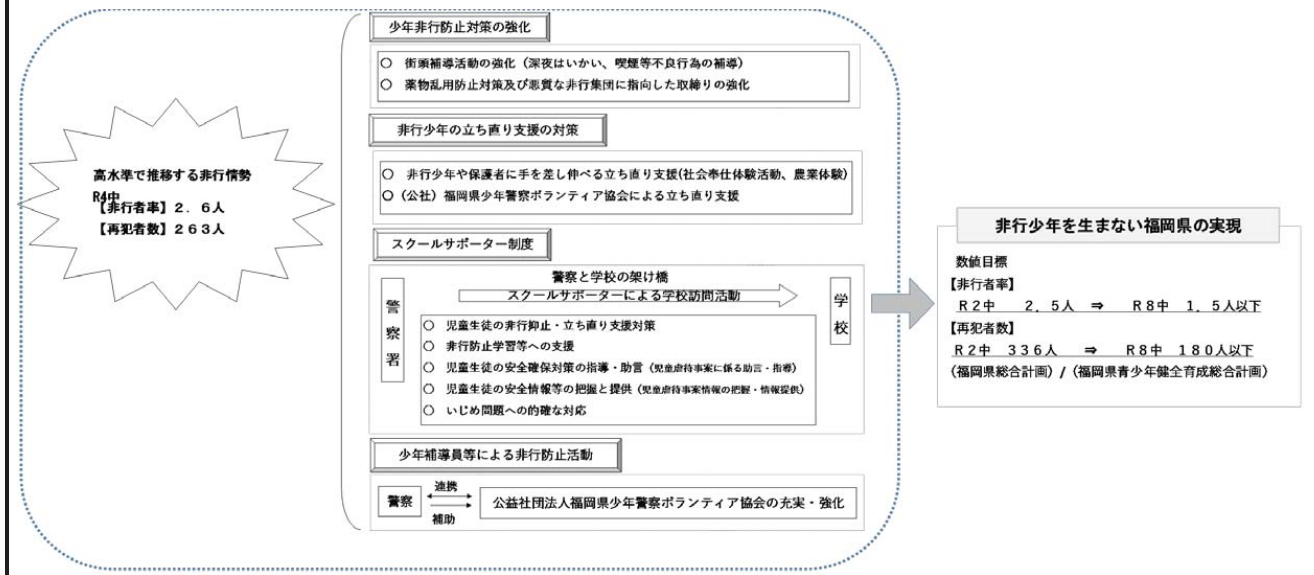 高水準で推移する非行情勢
R4中
【非行者率】２．６人
【再犯者数】２６３人
少年非行防止対策の強化
○ 街頭補導活動の強化（深夜はいかい、喫煙等不良行為の補導）
○ 薬物乱用防止対策及び悪質な非行集団に指向した取締りの強化
非行少年の立ち直り支援の対策
○ 非行少年や保護者に手を差し伸べる立ち直り支援(社会奉仕体験活動、農業体験)
○ (公社) 福岡県少年警察ボランティア協会による立ち直り支援
スクールサポーター制度
警察署
警察と学校の架け橋
スクールサポーターによる学校訪問活動
学校
○ 児童生徒の非行抑止・立ち直り支援対策
○ 非行防止学習等への支援
○ 児童生徒の安全確保対策の指導・助言（児童虐待事案に係る助言・指導）
○ 児童生徒の安全情報等の把握と提供（児童虐待事案情報の把握・情報提供）
○ いじめ問題への的確な対応
少年補導員等による非行防止活動
警察
連携
補助
公益社団法人福岡県少年警察ボランティア協会の充実・強化
非行少年を生まない福岡県の実現
数値目標
【非行者率】
Ｒ２中　２．５人　⇒　Ｒ８中　１．５人以下
【再犯者数】
Ｒ２中　３３６人　⇒　Ｒ８中　１８０人以下
(福岡県総合計画) / (福岡県青少年健全育成総合計画)